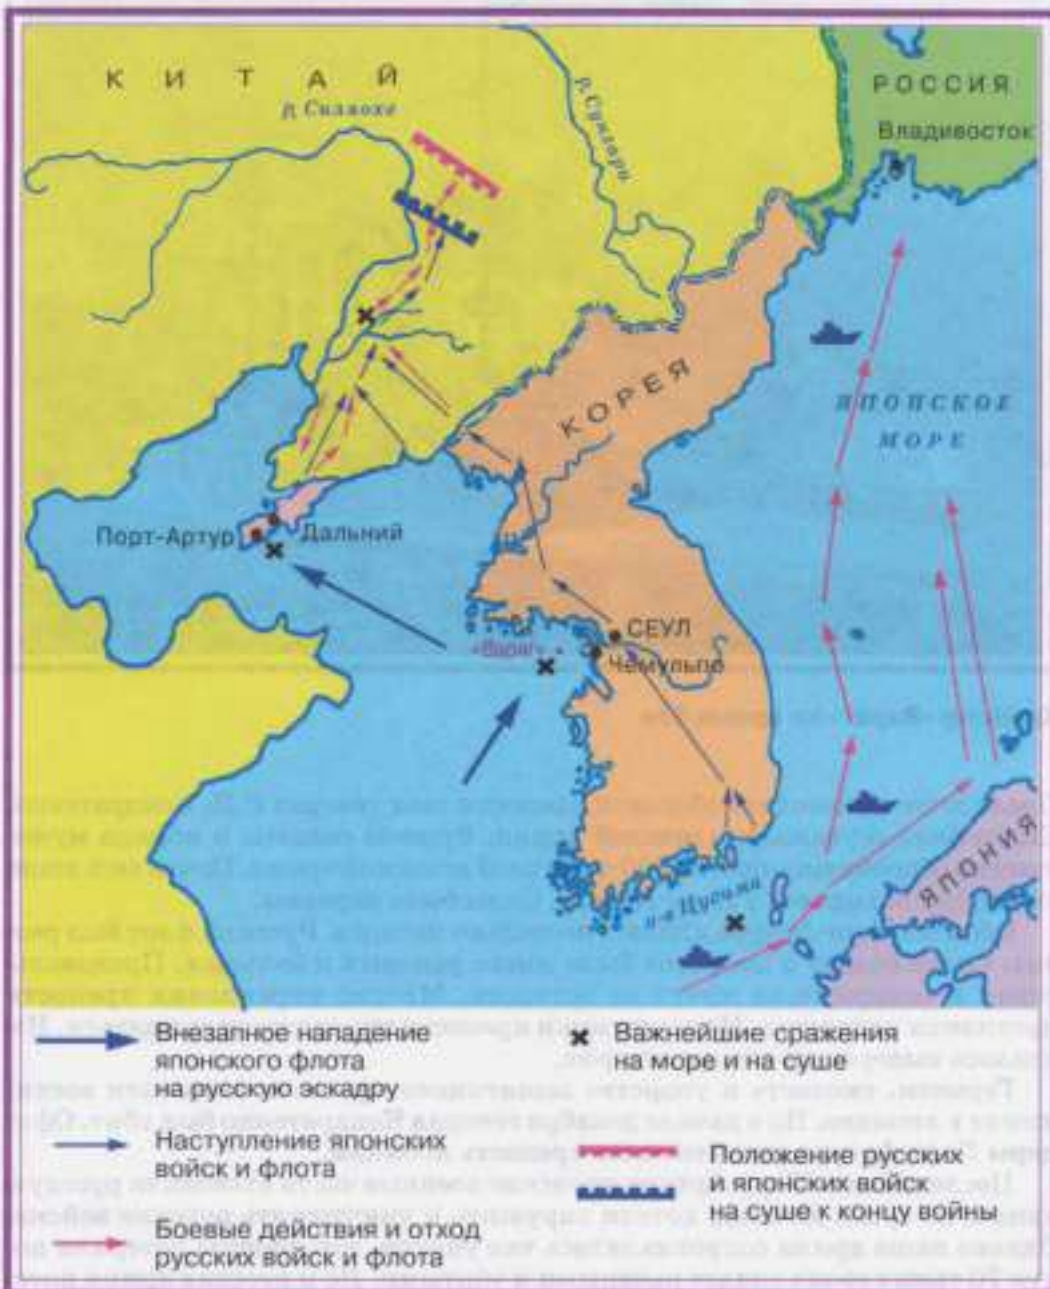 КИТАЙ
р. Силяохе
р. Сунгари
РОССИЯ
Владивосток
КОРЕЯ
ЯПОНСКОЕ
МОРЕ
Порт-Артур
Дальний
СЕУЛ
«Варяг»
Чемульпо
о-в Цусима
ЯПОНИЯ
Внезапное нападение
японского флота
на русскую эскадру
Наступление японских
войск и флота
Боевые действия и отход
русских войск и флота
Важнейшие сражения
на море и на суше
Положение русских
и японских войск
на суше к концу войны